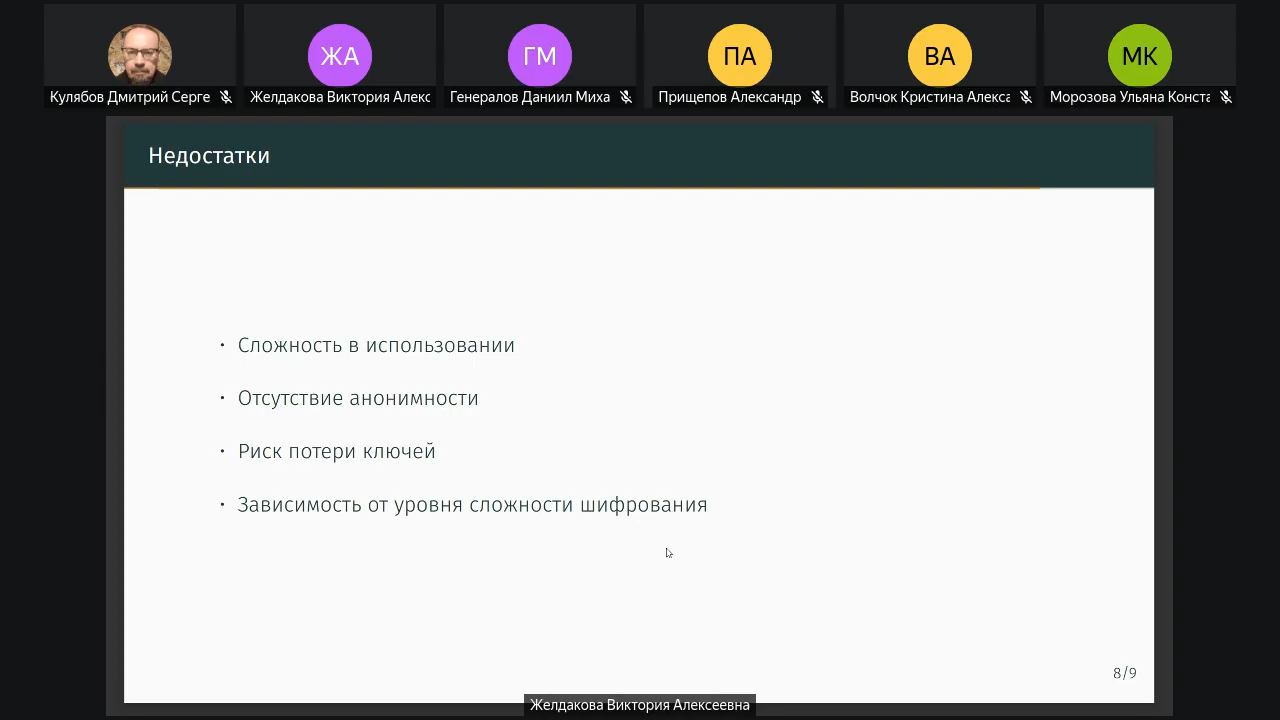 ЖА
ГМ
ПА
ВА
МК
Кулябов Дмитрий Серге
Желдакова Виктория Алекс
Генералов Даниил Миха
Прищепов Александр
Волчок Кристина Алекса
Морозова Ульяна Конста
Недостатки
• Сложность в использовании
• Отсутствие анонимности
• Риск потери ключей
• Зависимость от уровня сложности шифрования
8/9
Желдакова Виктория Алексеевна